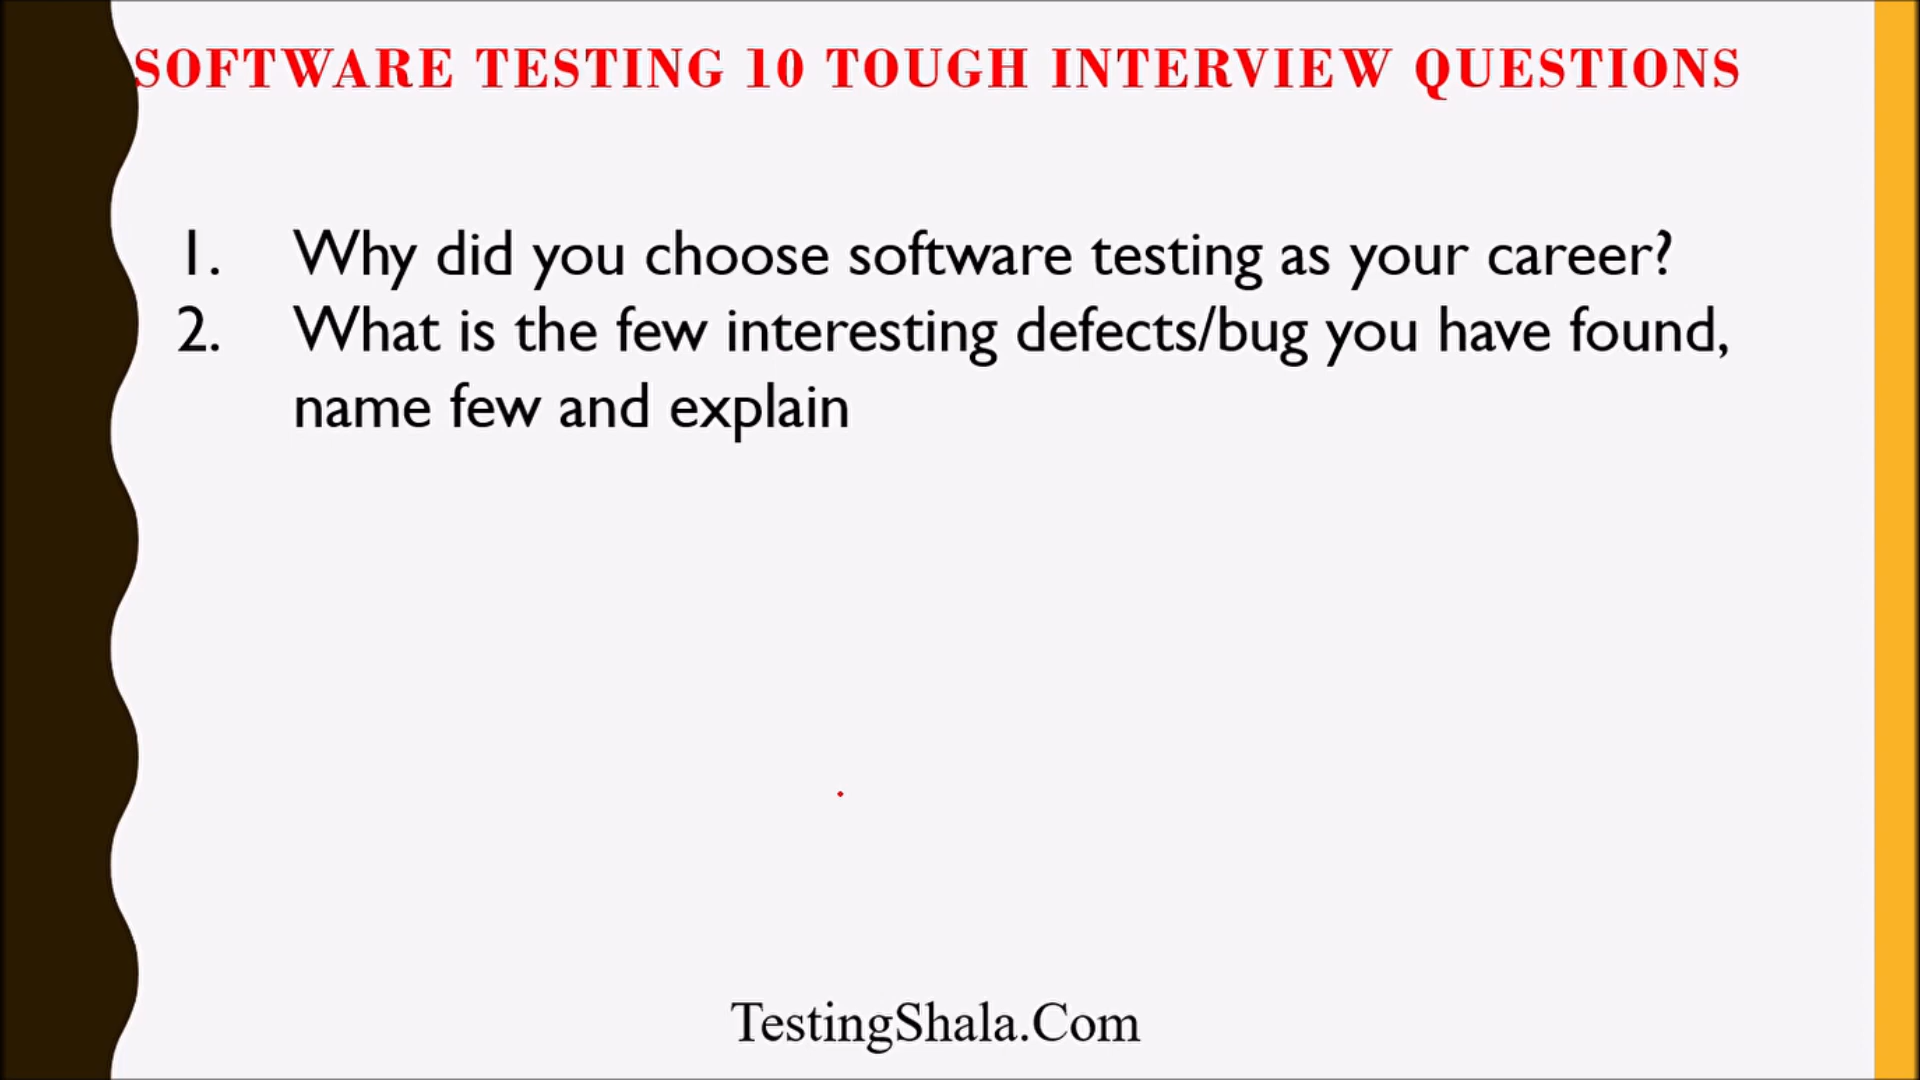 SOFTWARE TESTING 10 TOUGH INTERVIEW QUESTIONS
1. Why did you choose software testing as your career?
2. What is the few interesting defects/bug you have found,
name few and explain
TestingShala.Com